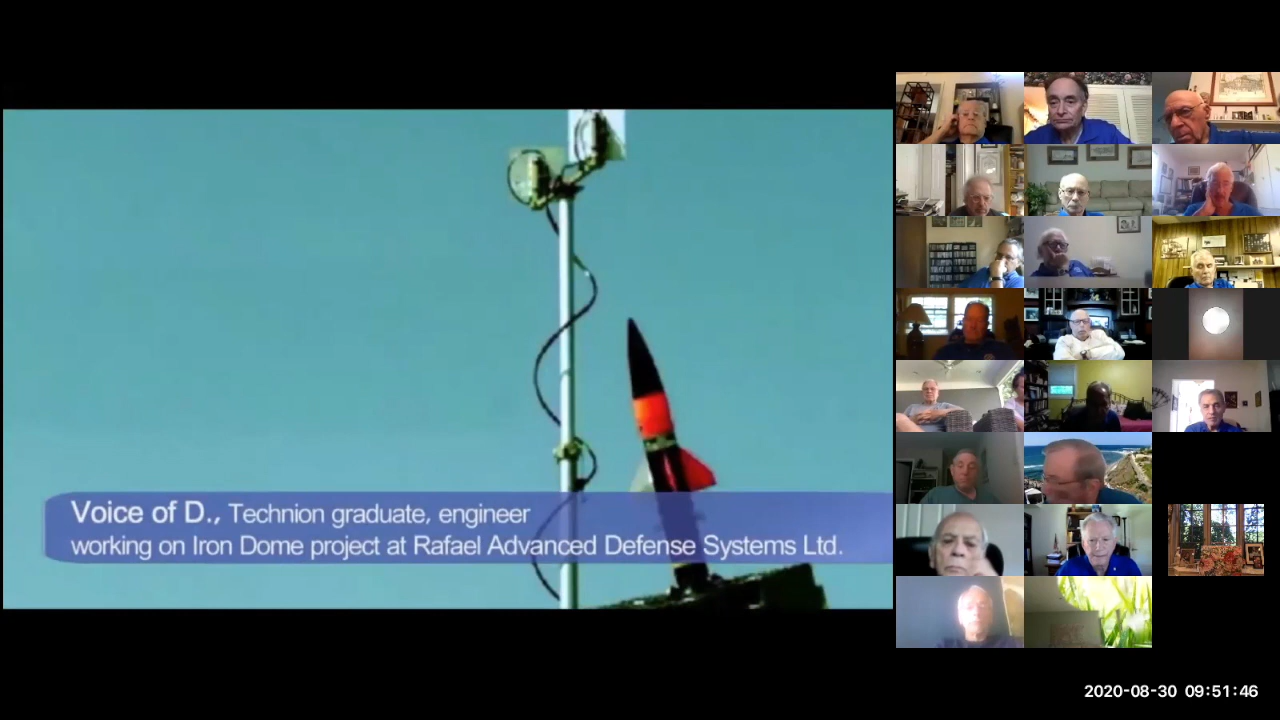 Voice of D., Technion graduate, engineer
working on Iron Dome project at Rafael Advanced Defense Systems Ltd.
2020-08-30 09:51:46